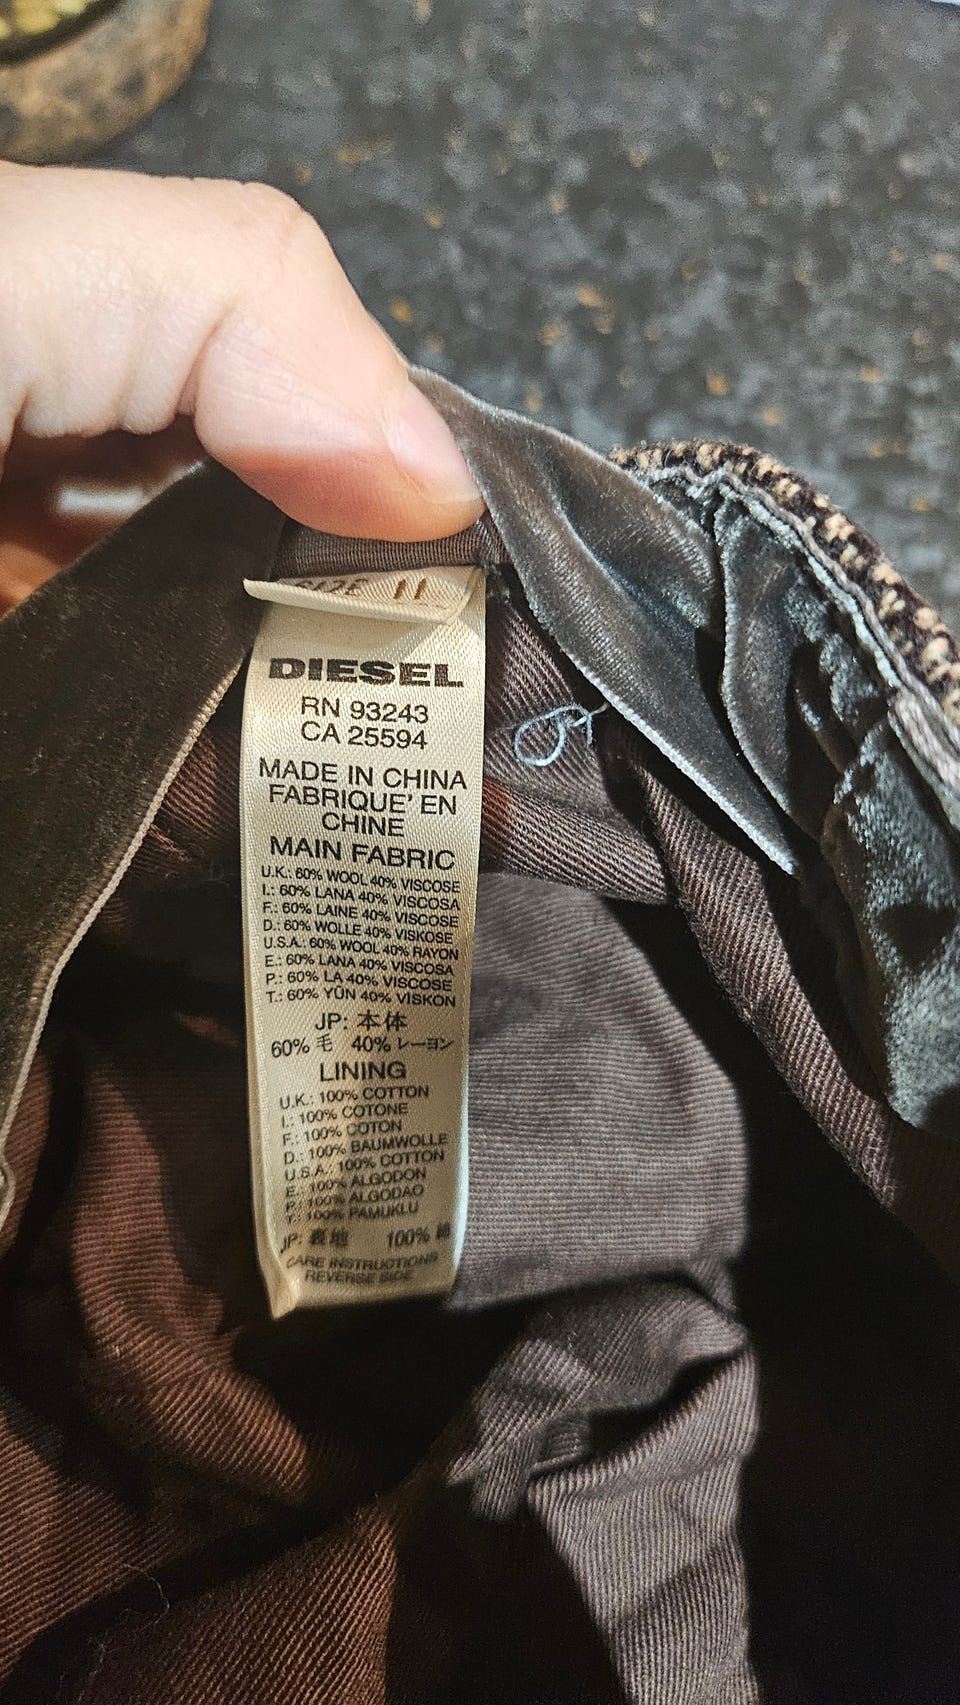 SIZE II
DIESEL
RN 93243
CA 25594
MADE IN CHINA
FABRIQUE' EN
CHINE
MAIN FABRIC
U.K.: 60% WOOL 40% VISCOSE
I.: 60% LANA 40% VISCOSA
F.: 60% LAINE 40% VISCOSE
D.: 60% WOLLE 40% VISKOSE
U.S.A.: 60% WOOL 40% RAYON
E.: 60% LANA 40% VISCOSA
P.: 60% LA 40% VISCOSE
T.: 60% YÜN 40% VISKON
JP: 本体
60% 毛 40% レーヨン
LINING
U.K.: 100% COTTON
I.: 100% COTONE
F.: 100% COTON
D.: 100% BAUMWOLLE
U.S.A.: 100% COTTON
E.: 100% ALGODON
P.: 100% ALGODAO
T.: 100% PAMUKLU
JP: 裏地 100% 綿
CARE INSTRUCTIONS
REVERSE SIDE